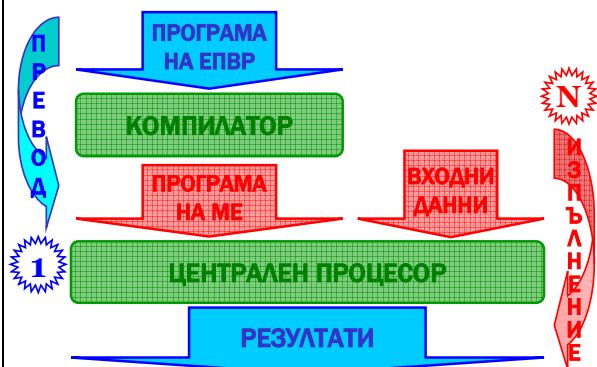 ПРОГРАМА
НА ЕПВР
ПРЕВОД
КОМПИЛАТОР
N
ПРОГРАМА
НА МЕ
ВХОДНИ
ДАННИ
ИЗПЪЛНЕНИЕ
1
ЦЕНТРАЛЕН ПРОЦЕСОР
РЕЗУЛТАТИ